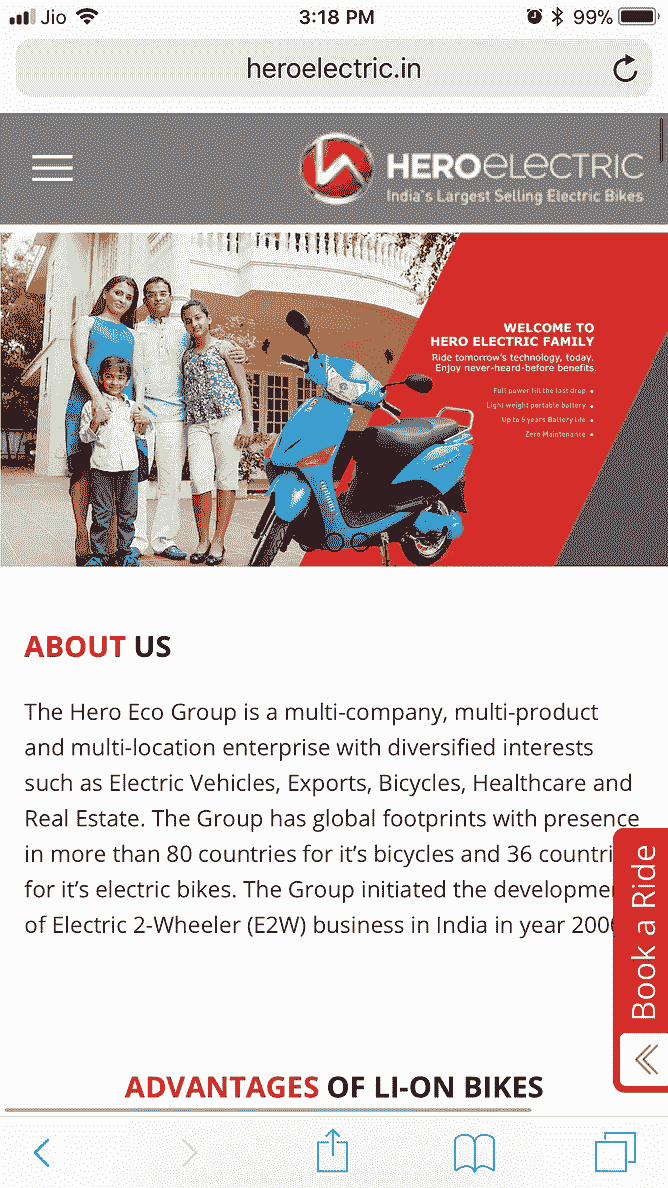 Jio
3:18 PM
99%
heroelectric.in
HEROeLeCTRIC
India's Largest Selling Electric Bikes
WELCOME TO
HERO ELECTRIC FAMILY
Ride tomorrow's technology, today.
Enjoy never-heard-before benefits.
Full power till the last drop
Light weight portable battery
Up to 5 years Battery life
Zero Maintenance
ABOUT US
The Hero Eco Group is a multi-company, multi-product
and multi-location enterprise with diversified interests
such as Electric Vehicles, Exports, Bicycles, Healthcare and
Real Estate. The Group has global footprints with presence
in more than 80 countries for it's bicycles and 36 countri
for it's electric bikes. The Group initiated the developme
of Electric 2-Wheeler (E2W) business in India in year 200
Book a Ride
ADVANTAGES OF LI-ON BIKES